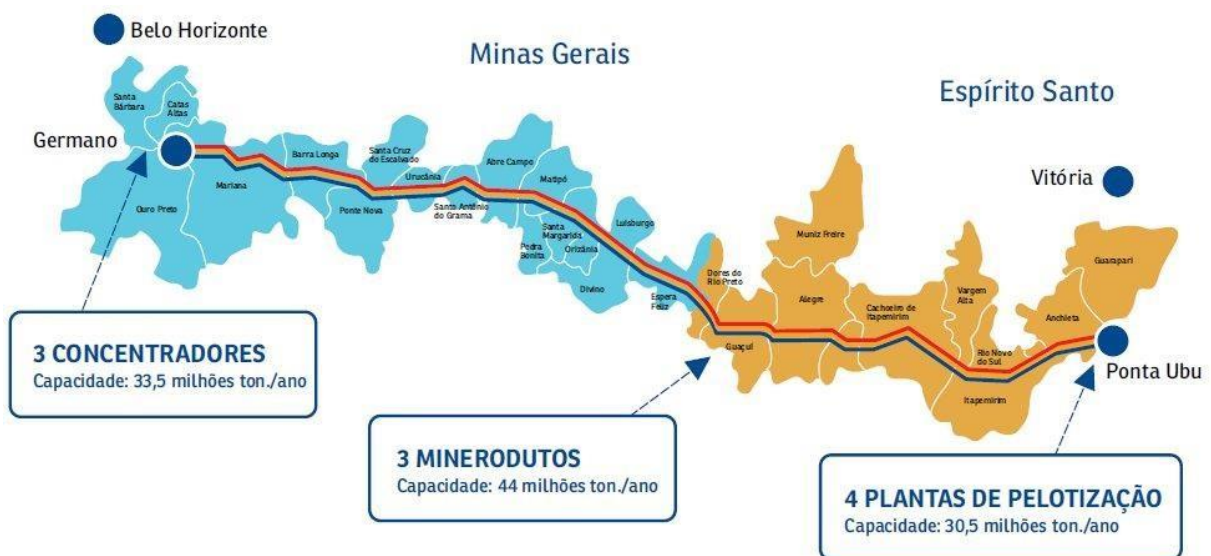 Belo Horizonte
Minas Gerais
Espírito Santo
Santa
Bárbara
Catas
Altas
Germano
Mariana
Ouro Preto
Barra Longa
Santa Cruz
de Escalvado
Urucânia
Ponte Nova
Santo Antônio
do Grama
Abre Campo
Matipó
Santa
Margarida
Pedra
Bonita
Orizânia
Divino
Luisburgo
Espera
Feliz
Dores do
Rio Preto
Guaçuí
Muniz Freire
Alegre
Cachoeiro de
Itapemirim
Vargem
Alta
Rio Novo
do Sul
Itapemirim
Anchieta
Guarapari
Vitória
Ponta Ubu
3 CONCENTRADORES
Capacidade: 33,5 milhões ton./ano
3 MINERODUTOS
Capacidade: 44 milhões ton./ano
4 PLANTAS DE PELOTIZAÇÃO
Capacidade: 30,5 milhões ton./ano